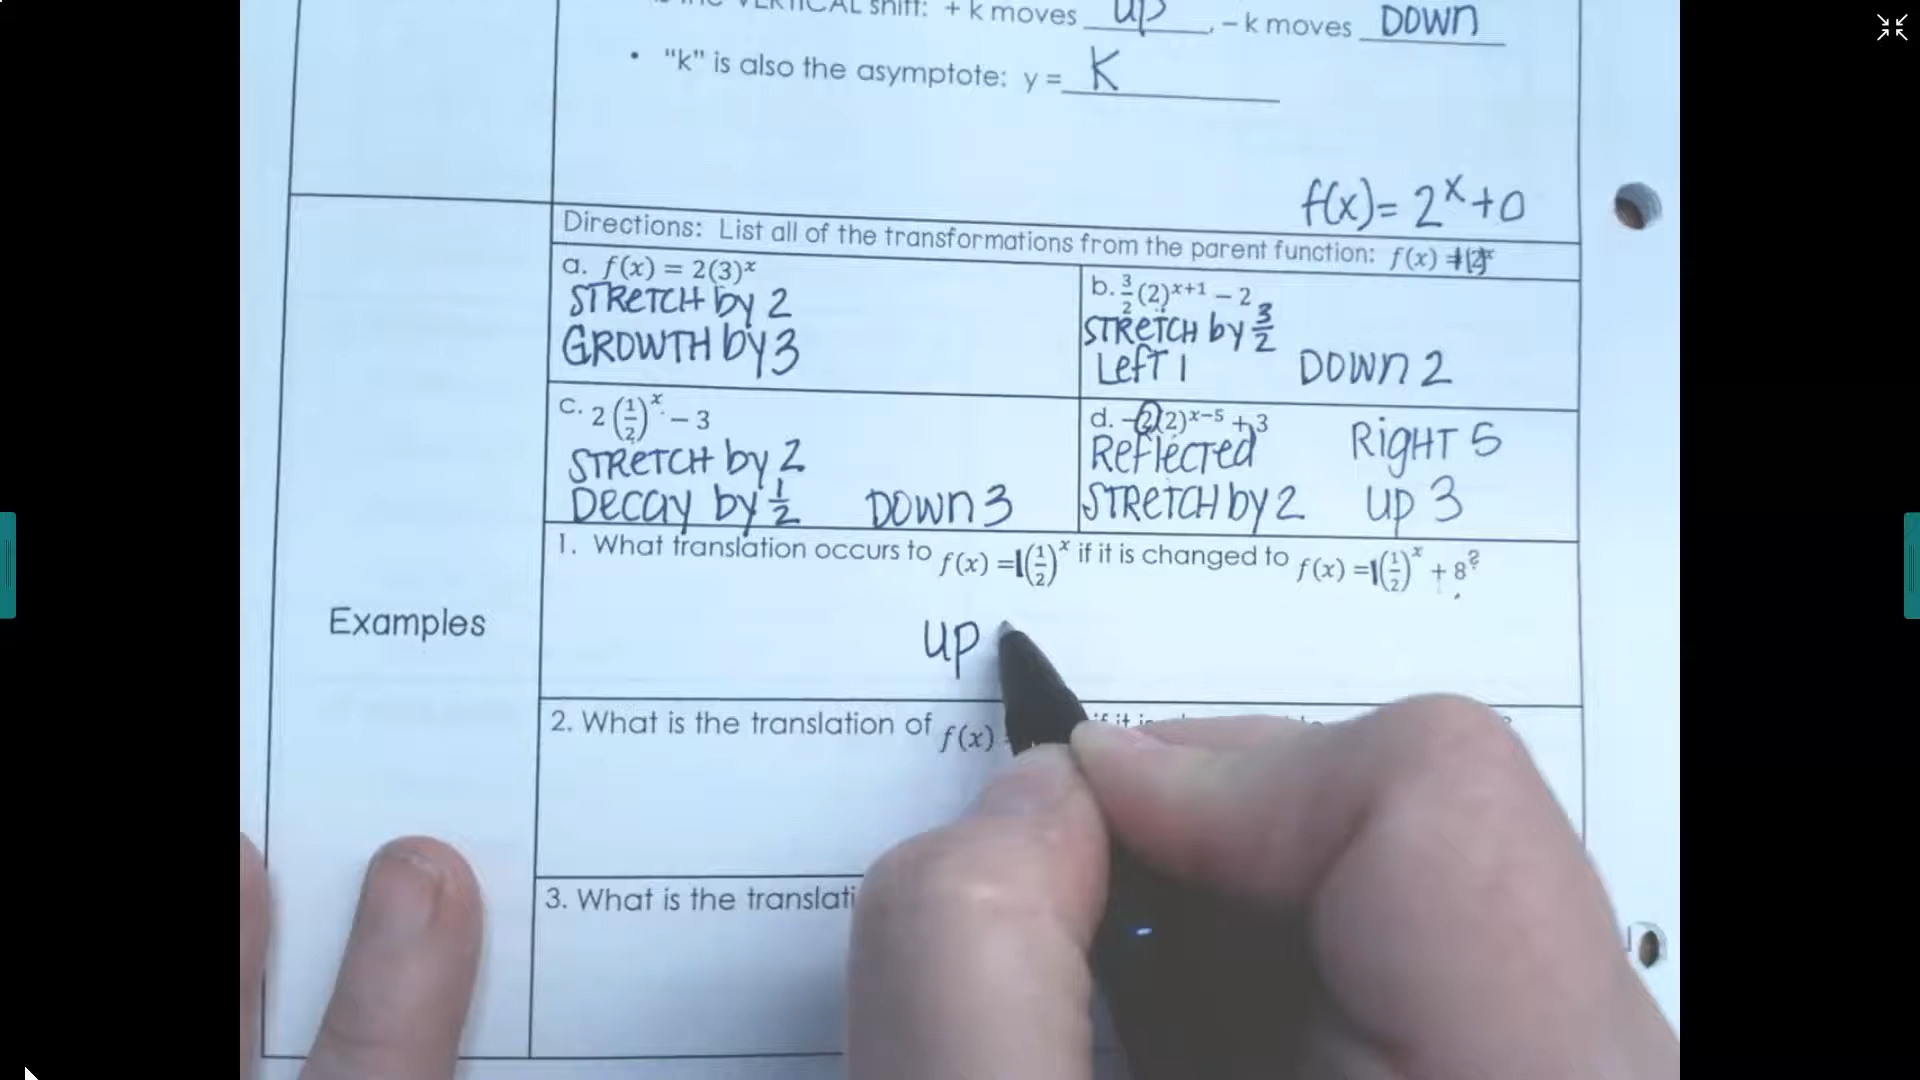 VERTICAL shift: + k moves up, – k moves DOWN
• "k" is also the asymptote: y = K
f(x)= 2ˣ+0
Directions: List all of the transformations from the parent function: f(x) =1(2)ˣ
a. f(x) = 2(3)ˣ
STRETCH by 2
GROWTH by 3
b. 3/2 (2)ˣ⁺¹ – 2
STRETCH by 3/2
LEFT 1 DOWN 2
c. 2(1/2)ˣ – 3
STRETCH by 2
DECAY by 1/2 DOWN 3
d. –2(2)ˣ⁻⁵ + 3
Reflected RIGHT 5
STRETCH by 2 UP 3
Examples
1. What translation occurs to f(x) =1(1/2)ˣ if it is changed to f(x) =1(1/2)ˣ + 8?
up
2. What is the translation of f(x) if it
3. What is the